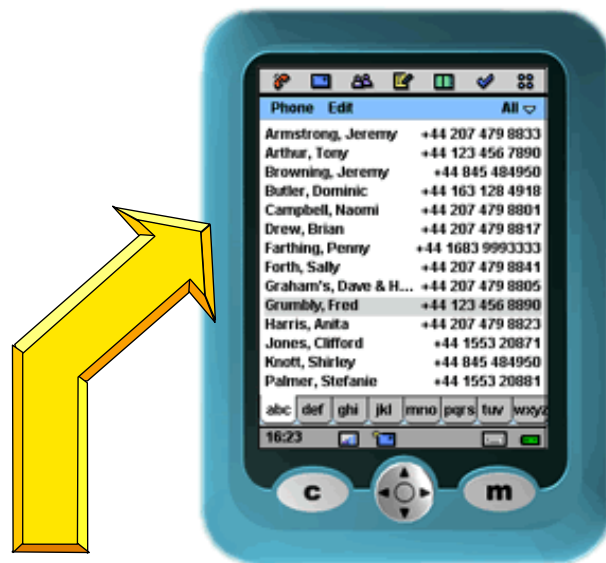 Phone Edit All
Armstrong, Jeremy +44 207 479 8833
Arthur, Tony +44 123 456 7890
Browning, Jeremy +44 845 484950
Butler, Dominic +44 163 128 4918
Campbell, Naomi +44 207 479 8801
Drew, Brian +44 207 479 8817
Farthing, Penny +44 1683 9993333
Forth, Sally +44 207 479 8841
Graham's, Dave & H... +44 207 479 8805
Grumbly, Fred +44 123 456 8890
Harris, Anita +44 207 479 8823
Jones, Clifford +44 1553 20871
Knott, Shirley +44 845 484950
Palmer, Stefanie +44 1553 20881
abc def ghi jkl mno pqrs tuv wxyz
16:23
c m